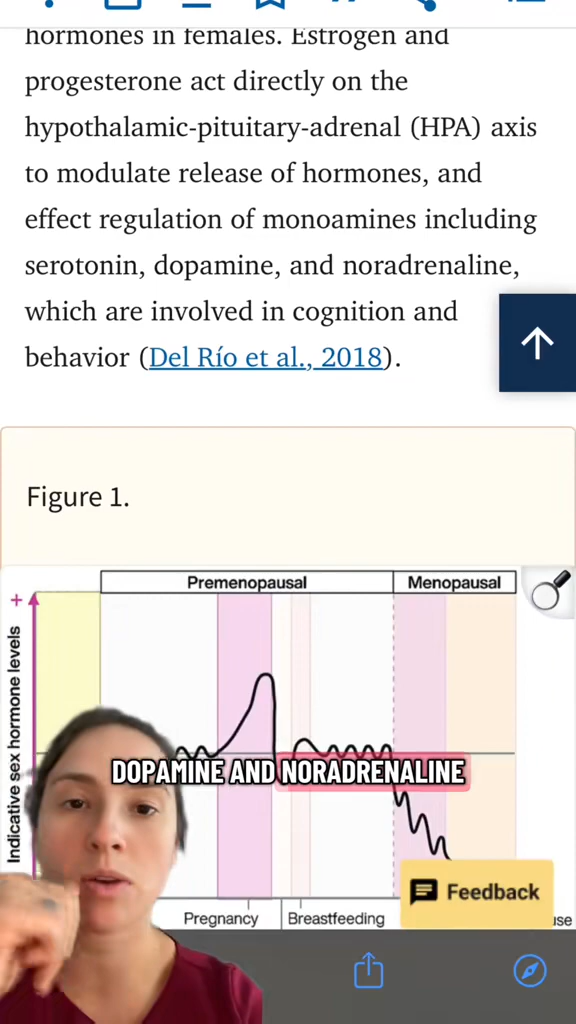 hormones in females. Estrogen and
progesterone act directly on the
hypothalamic-pituitary-adrenal (HPA) axis
to modulate release of hormones, and
effect regulation of monoamines including
serotonin, dopamine, and noradrenaline,
which are involved in cognition and
behavior (Del Río et al., 2018).
Figure 1.
Premenopausal
Menopausal
+
Indicative sex hormone levels
DOPAMINE AND NORADRENALINE
Feedback
Pregnancy
Breastfeeding